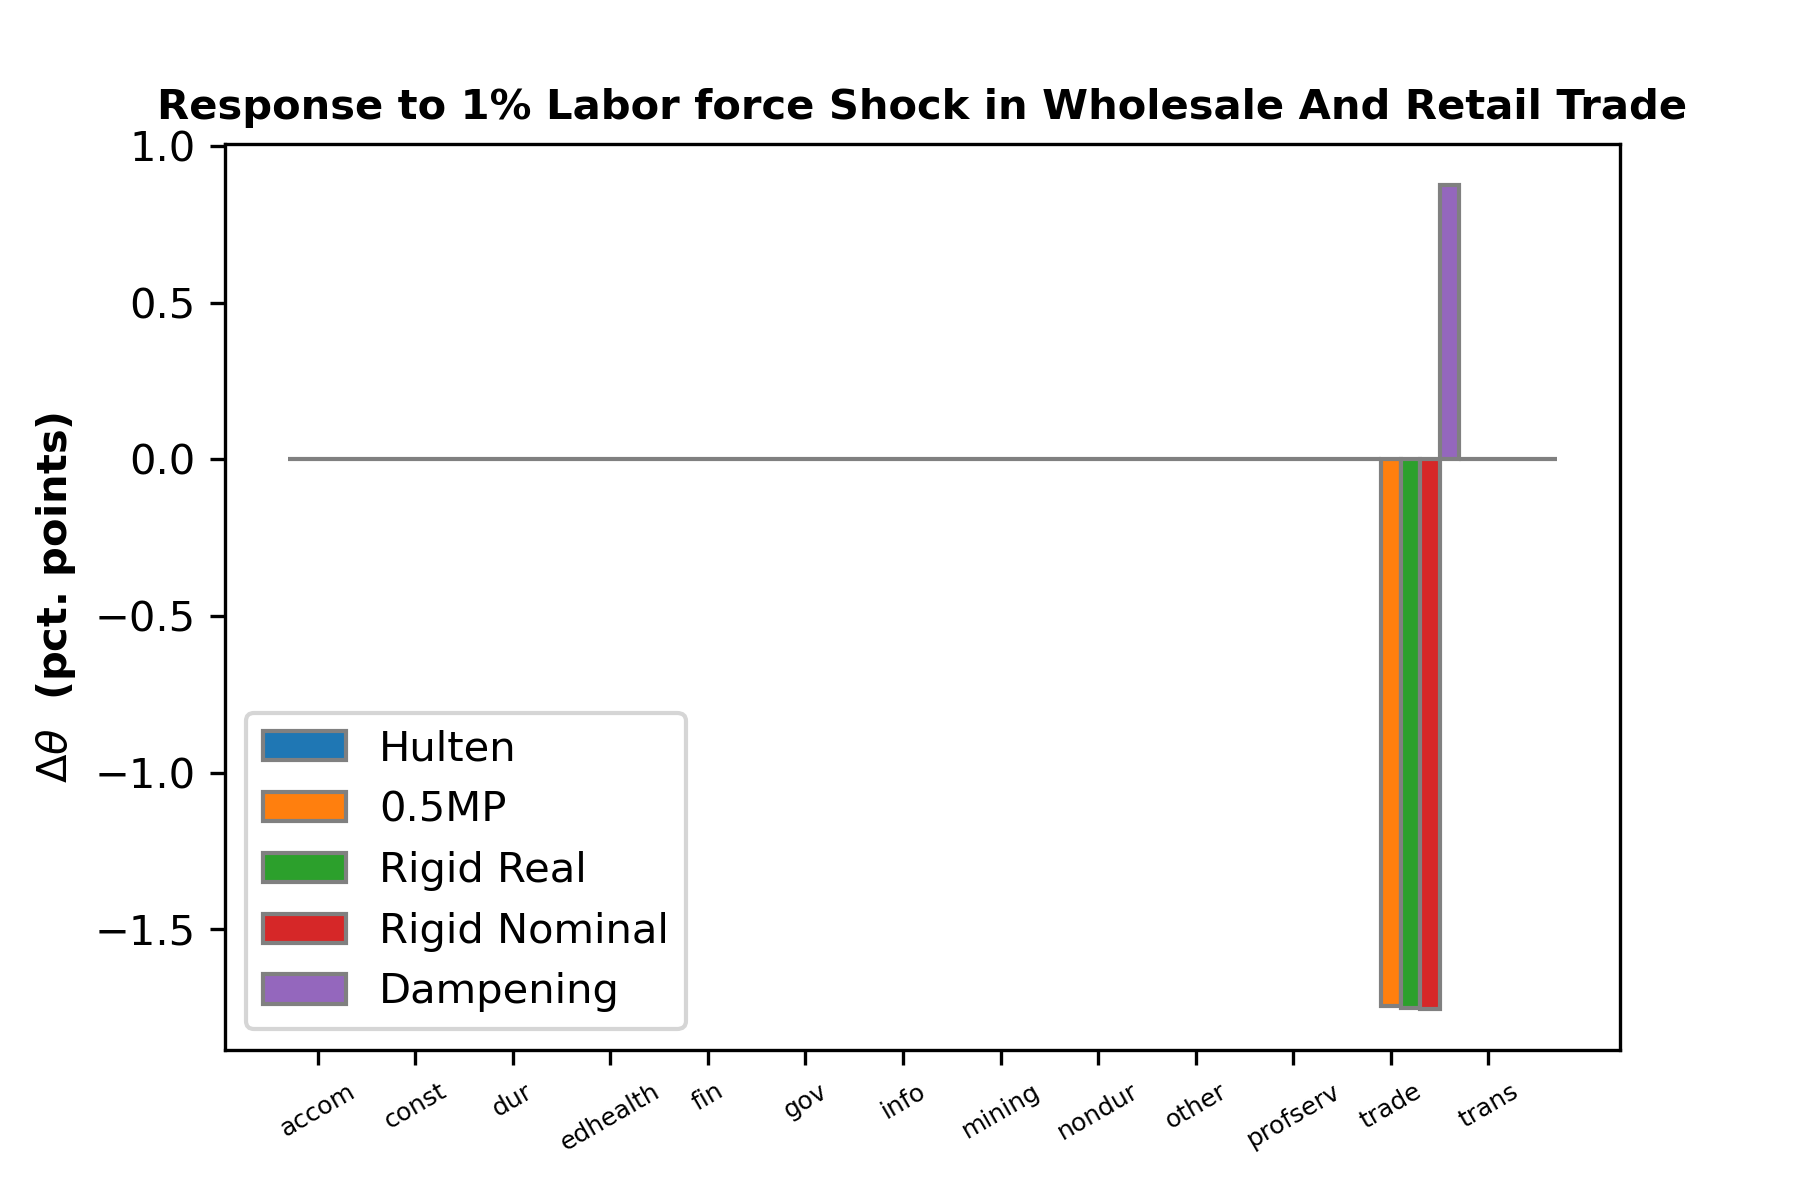 Response to 1% Labor force Shock in Wholesale And Retail Trade
Δθ (pct. points)
1.0
0.5
0.0
−0.5
−1.0
−1.5
Hulten
0.5MP
Rigid Real
Rigid Nominal
Dampening
accom const dur edhealth fin gov info mining nondur other profserv trade trans